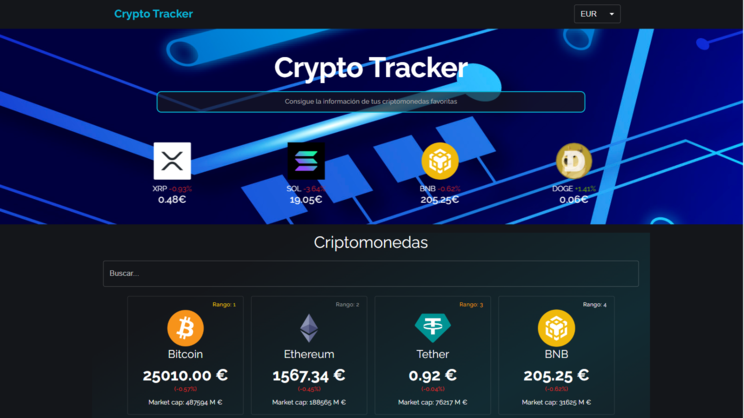 Crypto Tracker
EUR
Crypto Tracker
Consigue la información de tus criptomonedas favoritas
XRP -0.93% SOL -3.64% BNB -0.62% DOGE +1.41%
0.48€ 19.05€ 205.25€ 0.06€
Criptomonedas
Buscar...
Rango: 1 Rango: 2 Rango: 3 Rango: 4
Bitcoin Ethereum Tether BNB
25010.00 € 1567.34 € 0.92 € 205.25 €
(-0.57%) (-0.45%) (-0.04%) (-0.62%)
Market cap: 487594 M € Market cap: 188565 M € Market cap: 76217 M € Market cap: 31625 M €